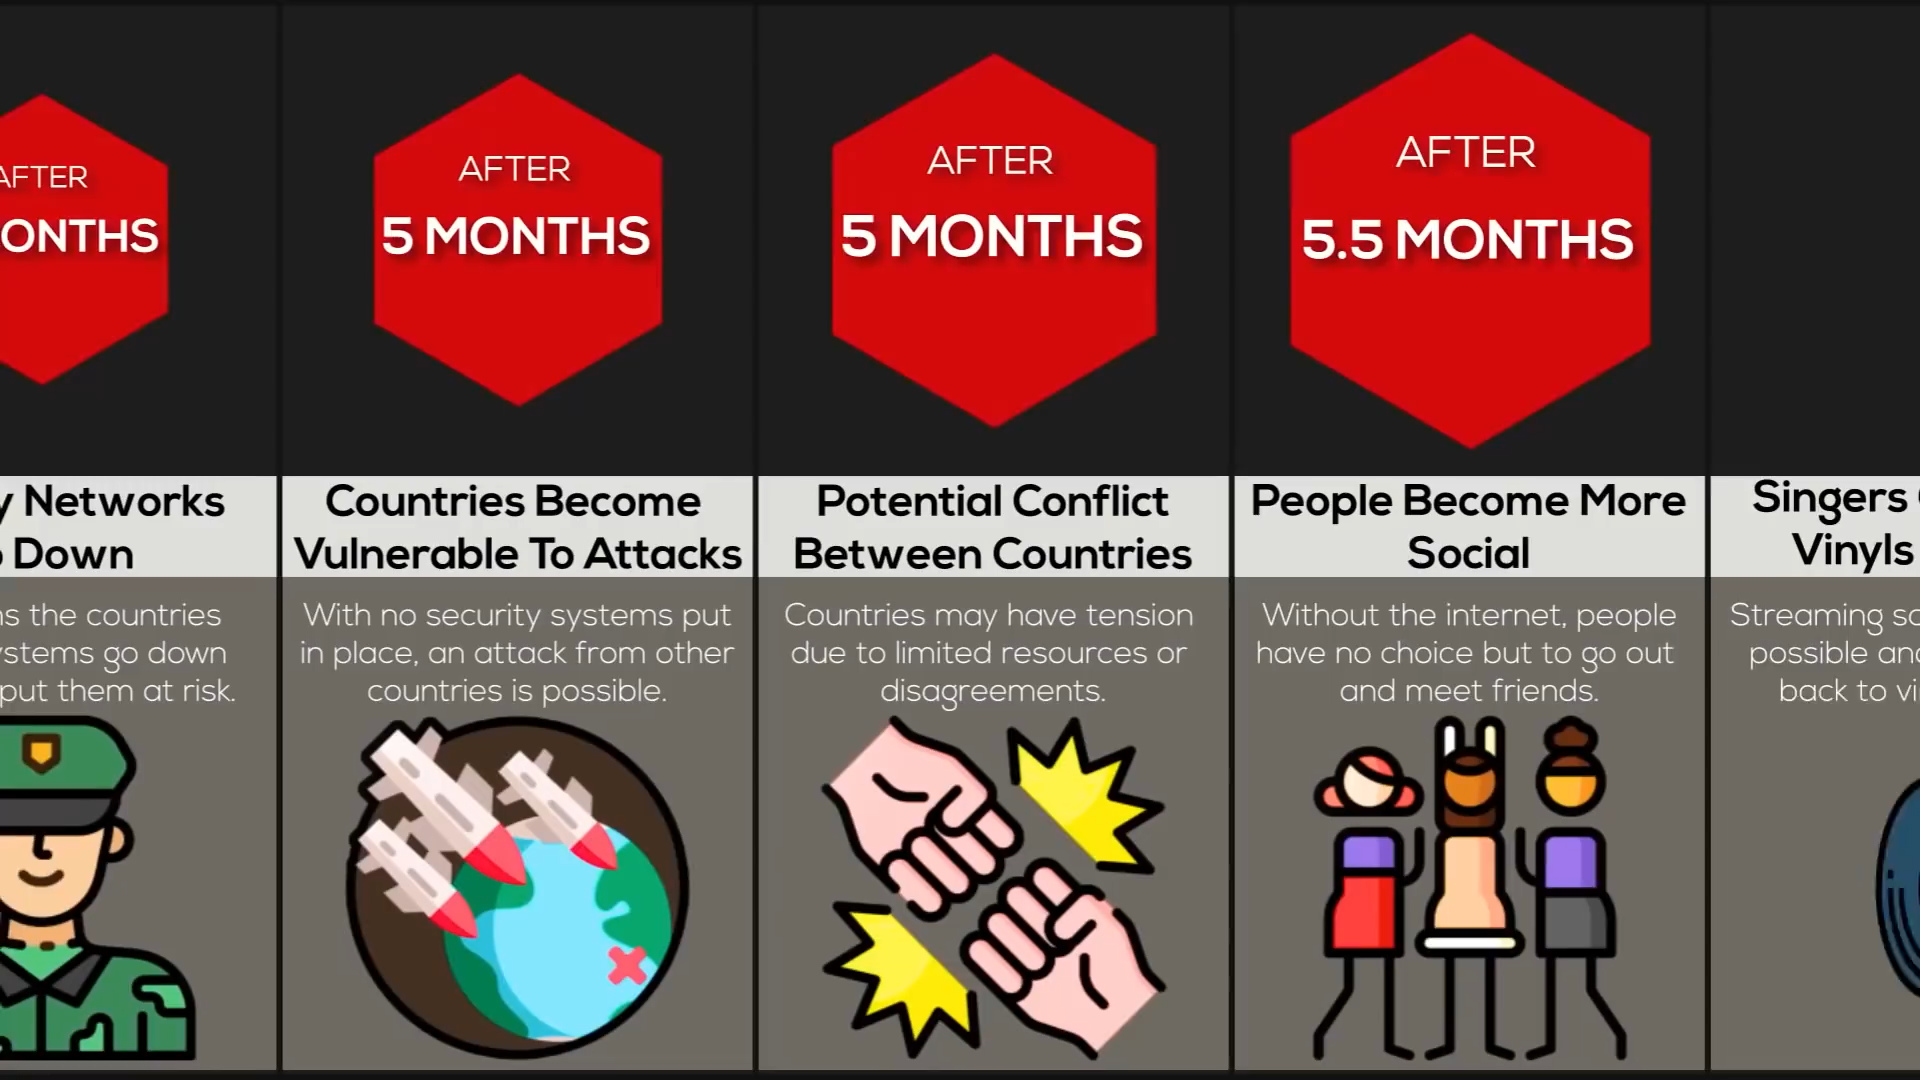 AFTER
ONTHS
Networks
Down
the countries
go down
put them at risk.
AFTER
5 MONTHS
Countries Become
Vulnerable To Attacks
With no security systems put
in place, an attack from other
countries is possible.
AFTER
5 MONTHS
Potential Conflict
Between Countries
Countries may have tension
due to limited resources or
disagreements.
AFTER
5.5 MONTHS
People Become More
Social
Without the internet, people
have no choice but to go out
and meet friends.
Singers
Vinyls
Streaming
possible
back to